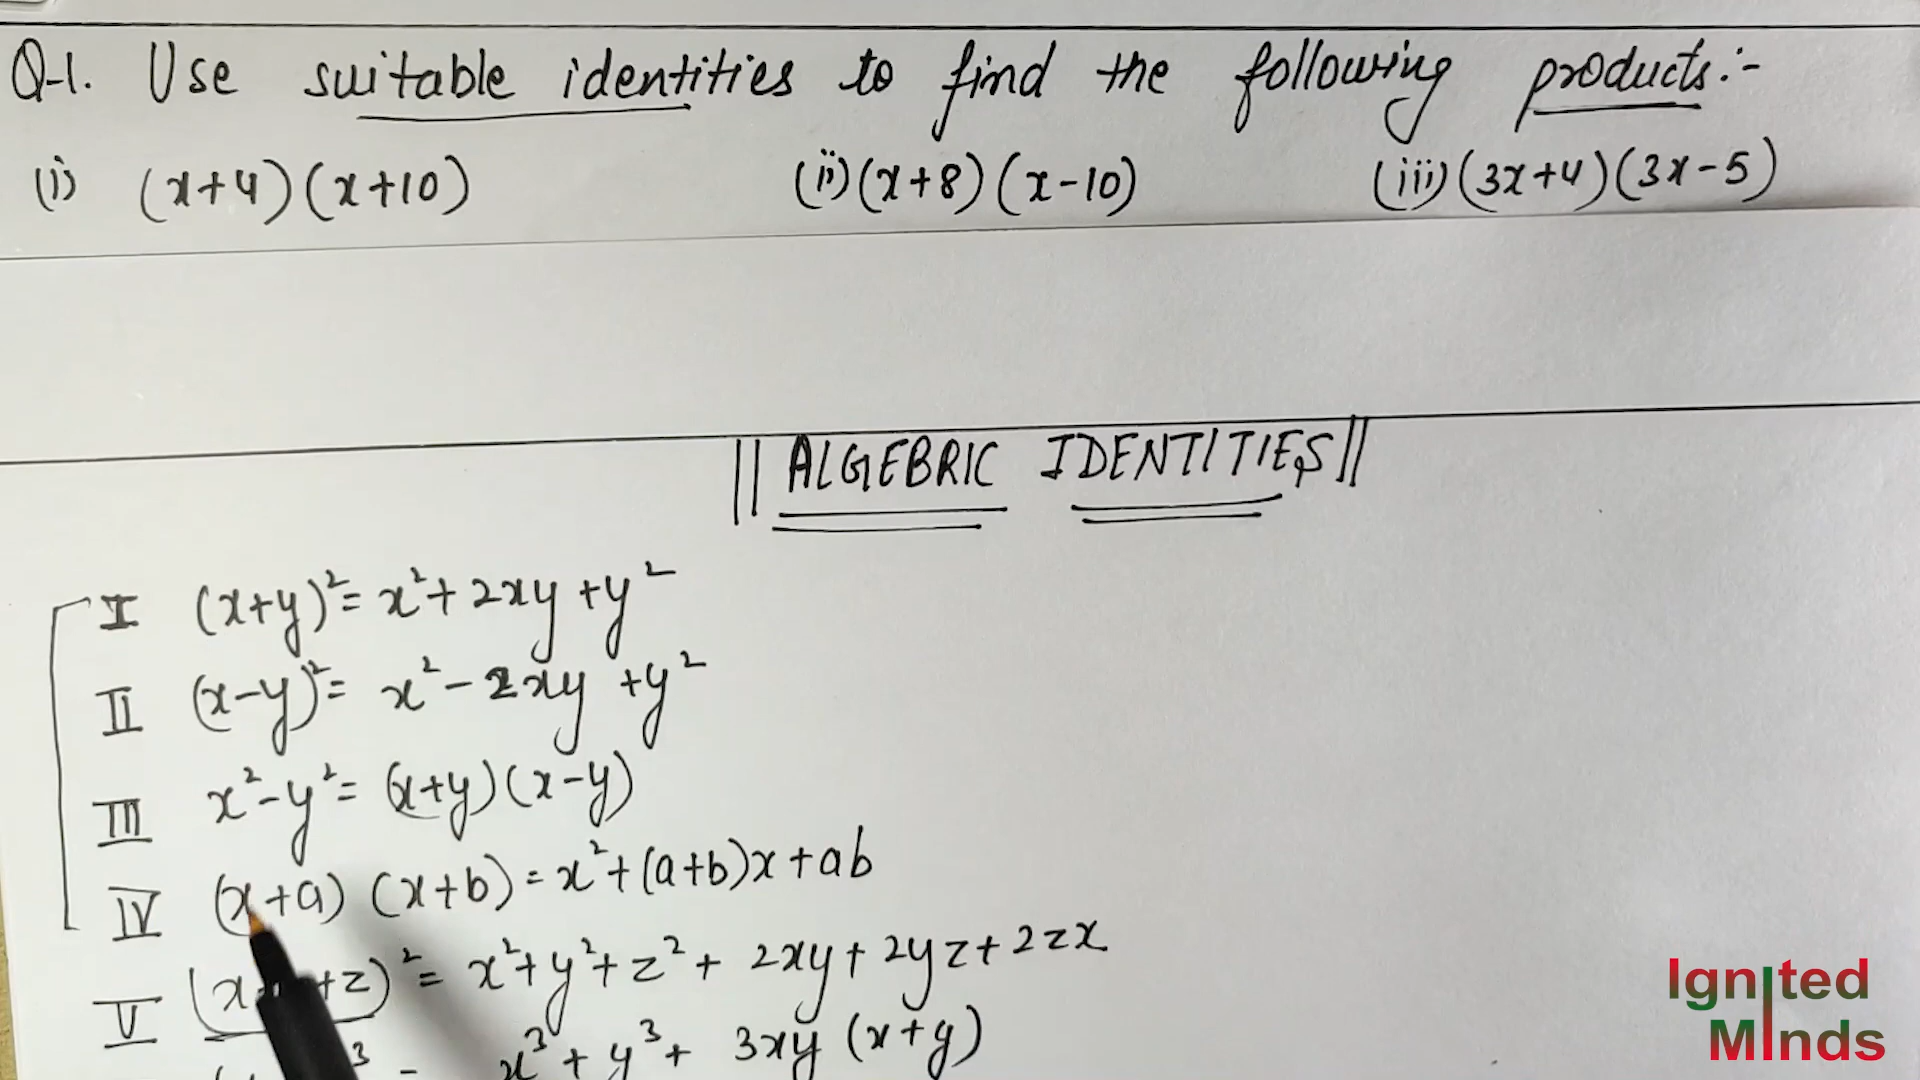 Q-1. Use suitable identities to find the following products:-
(i) (x+4)(x+10) (ii) (x+8)(x-10) (iii) (3x+4)(3x-5)
|| ALGEBRIC IDENTITIES ||
I (x+y)² = x²+2xy+y²
II (x-y)² = x²-2xy+y²
III x²-y² = (x+y)(x-y)
IV (x+a)(x+b) = x²+(a+b)x+ab
V (x +z)² = x²+y²+z²+2xy+2yz+2zx
³ = x³+y³+3xy(x+y)
Ignited
Minds